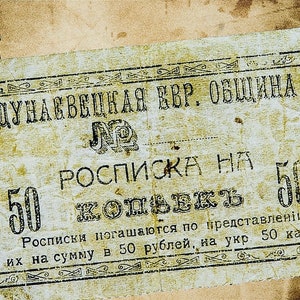 ДУНАЕВЕЦКАЯ ЕВР. ОБЩИНА
№
РОСПИСКА НА
50 КОПѢЕКЪ 50
Росписки погашаются по представленіи
их на сумму в 50 рублей, на укр 50 ка